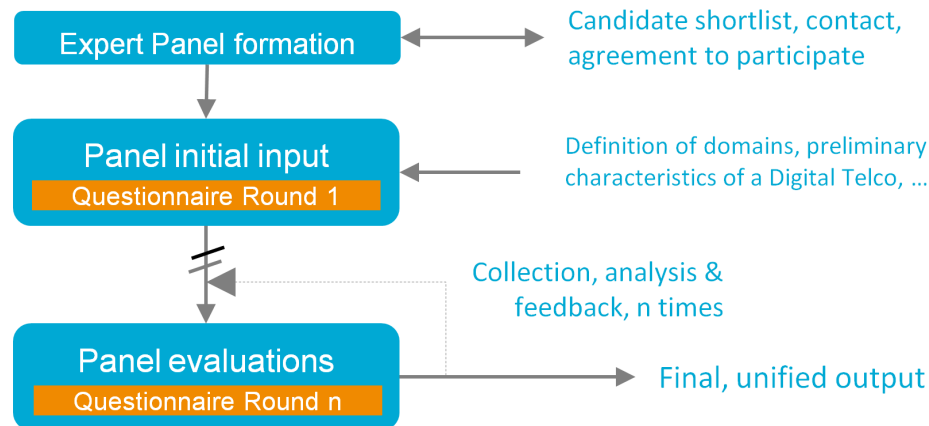 Expert Panel formation
Candidate shortlist, contact,
agreement to participate
Panel initial input
Questionnaire Round 1
Definition of domains, preliminary
characteristics of a Digital Telco, ...
Collection, analysis &
feedback, n times
Panel evaluations
Questionnaire Round n
Final, unified output